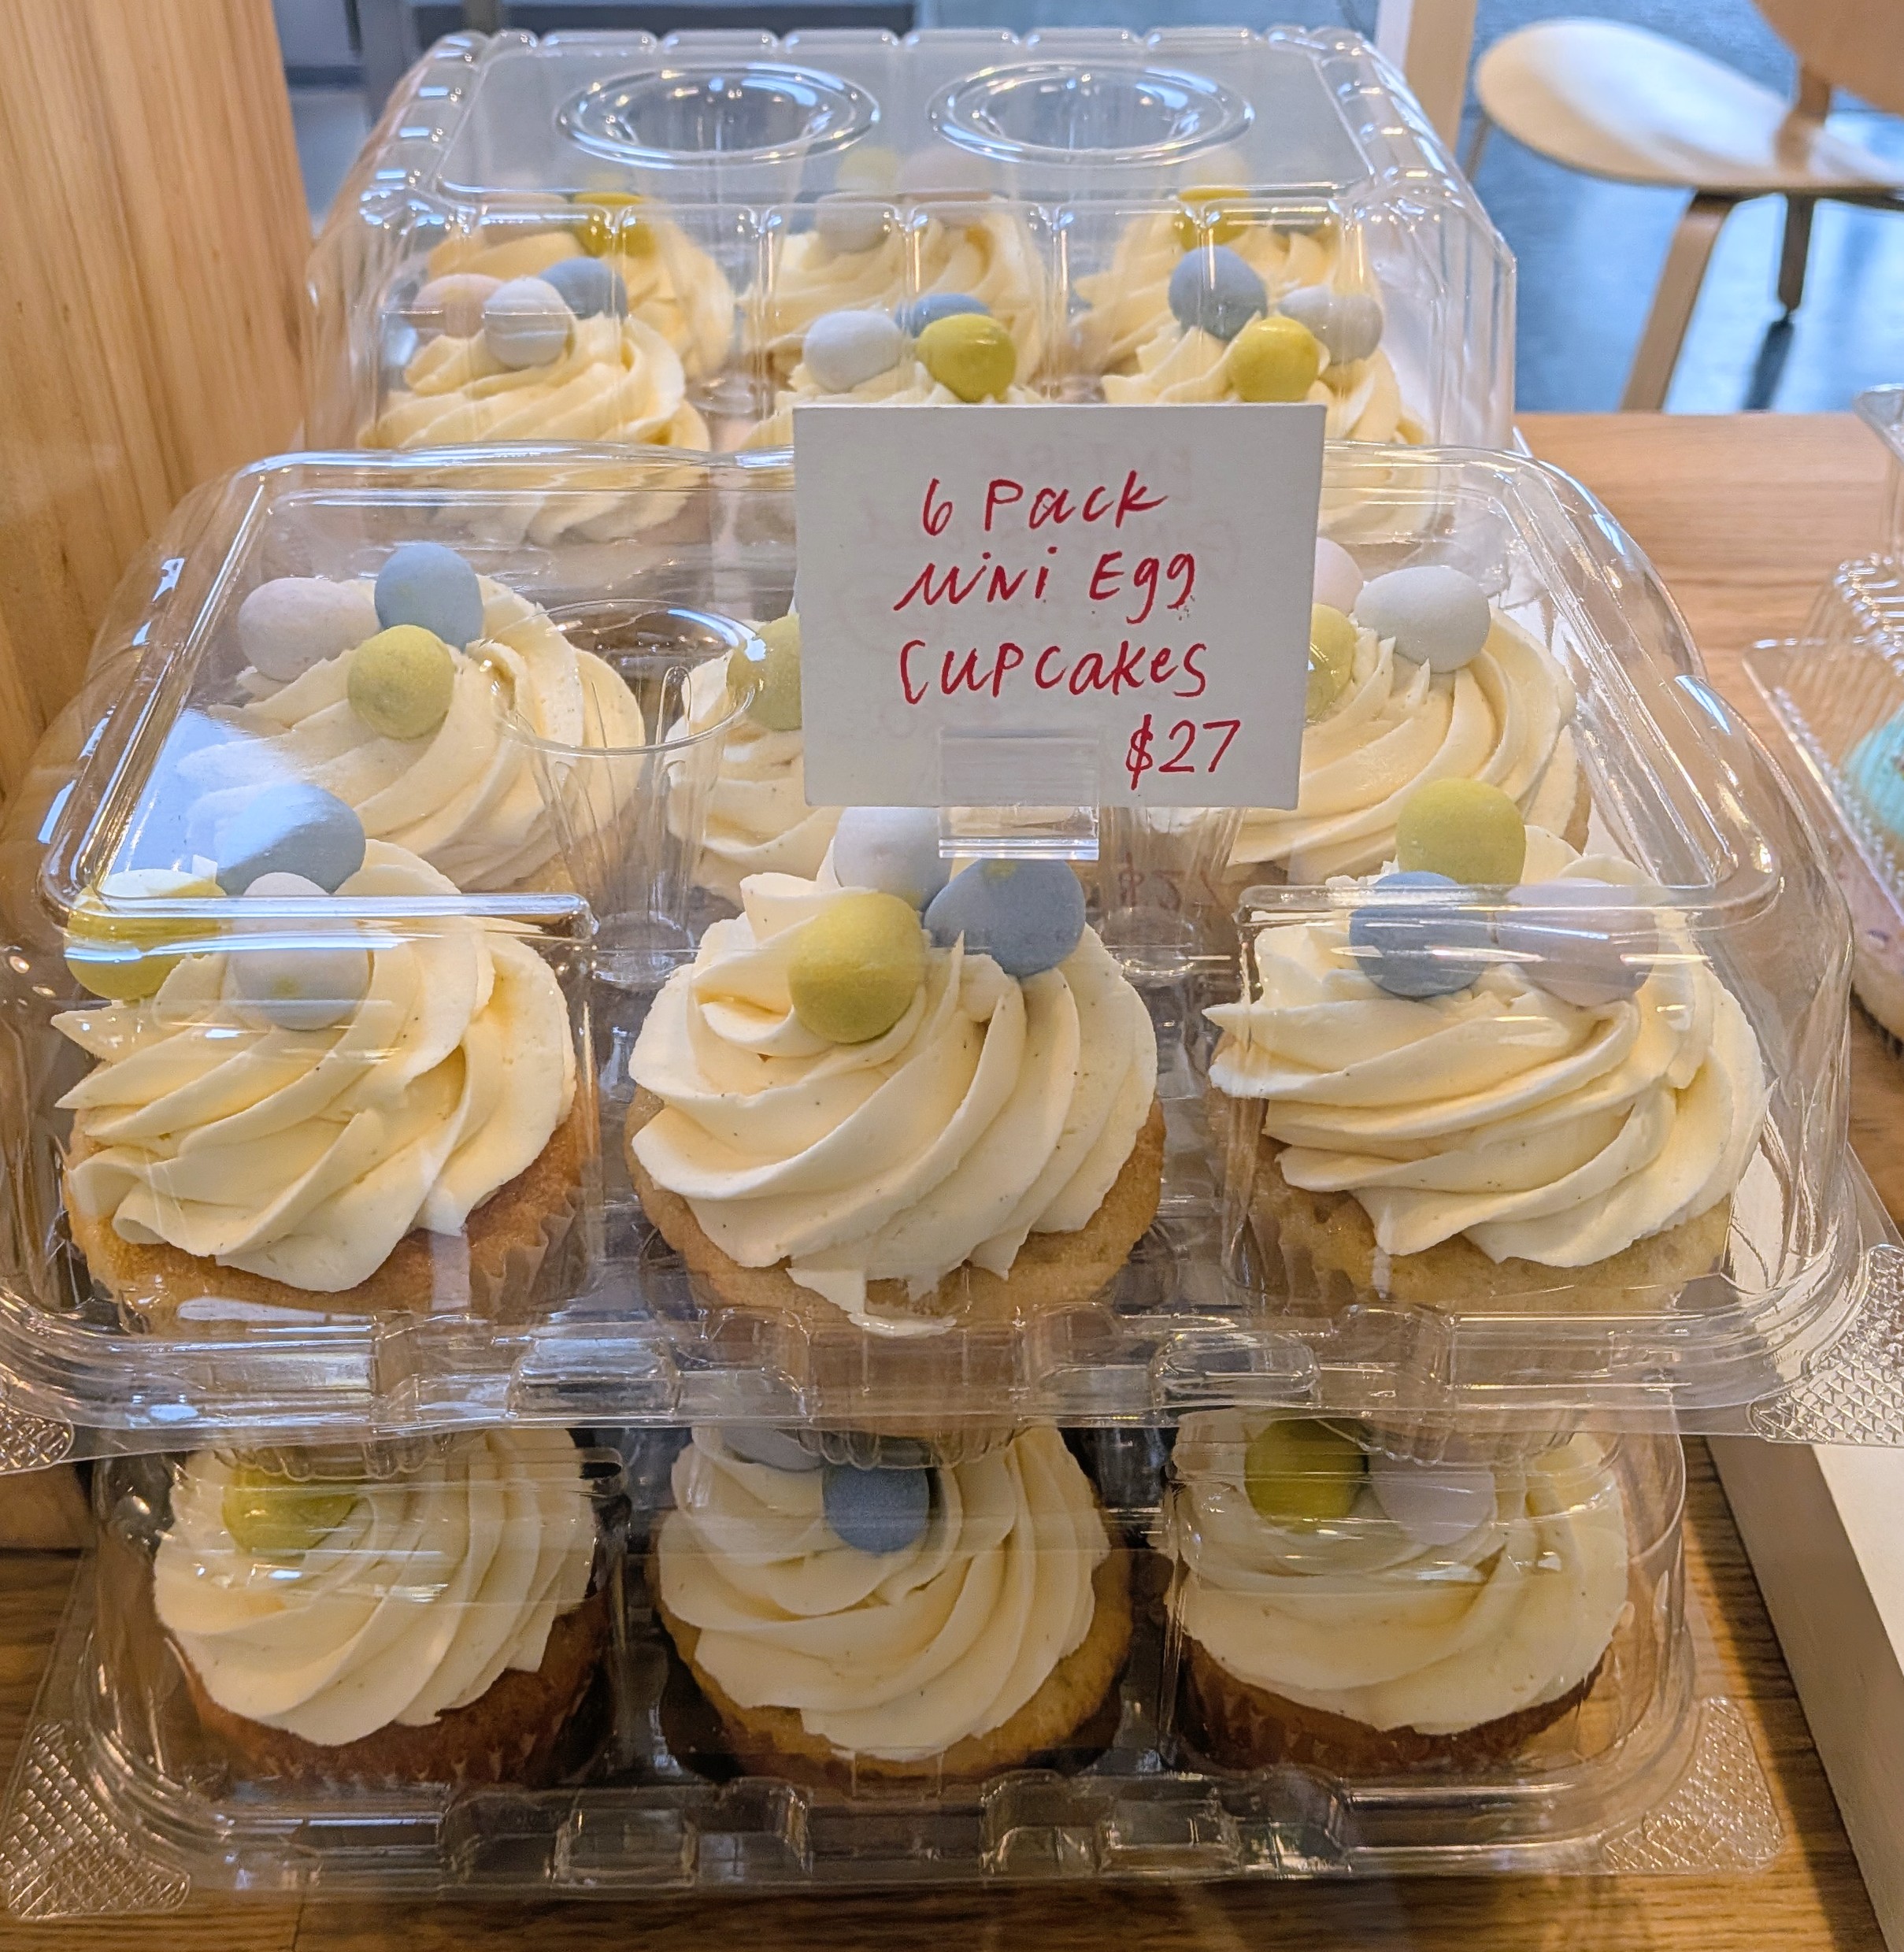 6 Pack
Mini Egg
Cupcakes
$27